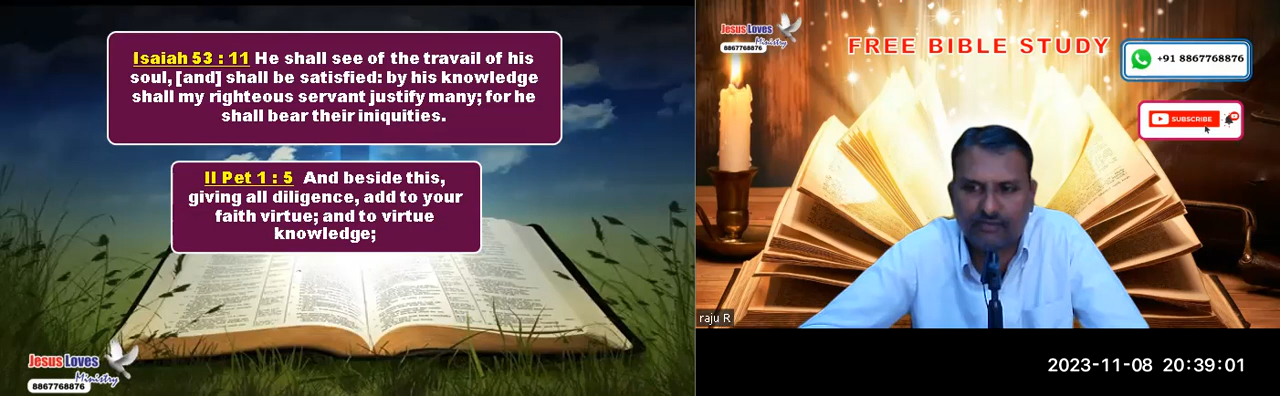 Isaiah 53 : 11 He shall see of the travail of his
soul, [and] shall be satisfied: by his knowledge
shall my righteous servant justify many; for he
shall bear their iniquities.
II Pet 1 : 5 And beside this,
giving all diligence, add to your
faith virtue; and to virtue
knowledge;
Jesus Loves
Ministry
8867768876
Jesus Loves
Ministry
8867768876
FREE BIBLE STUDY
+91 8867768876
SUBSCRIBE
raju R
2023-11-08 20:39:01